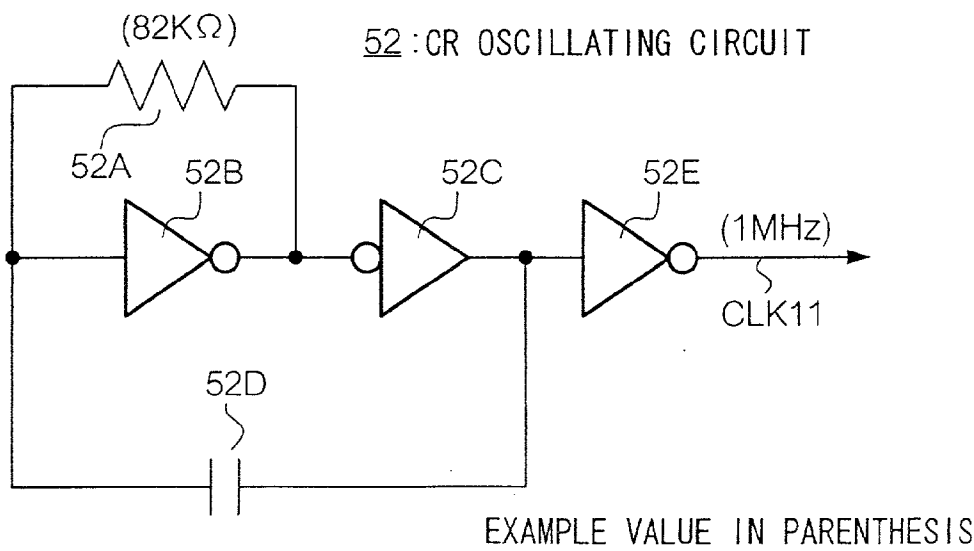 (82KΩ)
52 : CR OSCILLATING CIRCUIT
52A
52B
52C
52E
(1MHz)
CLK11
52D
EXAMPLE VALUE IN PARENTHESIS